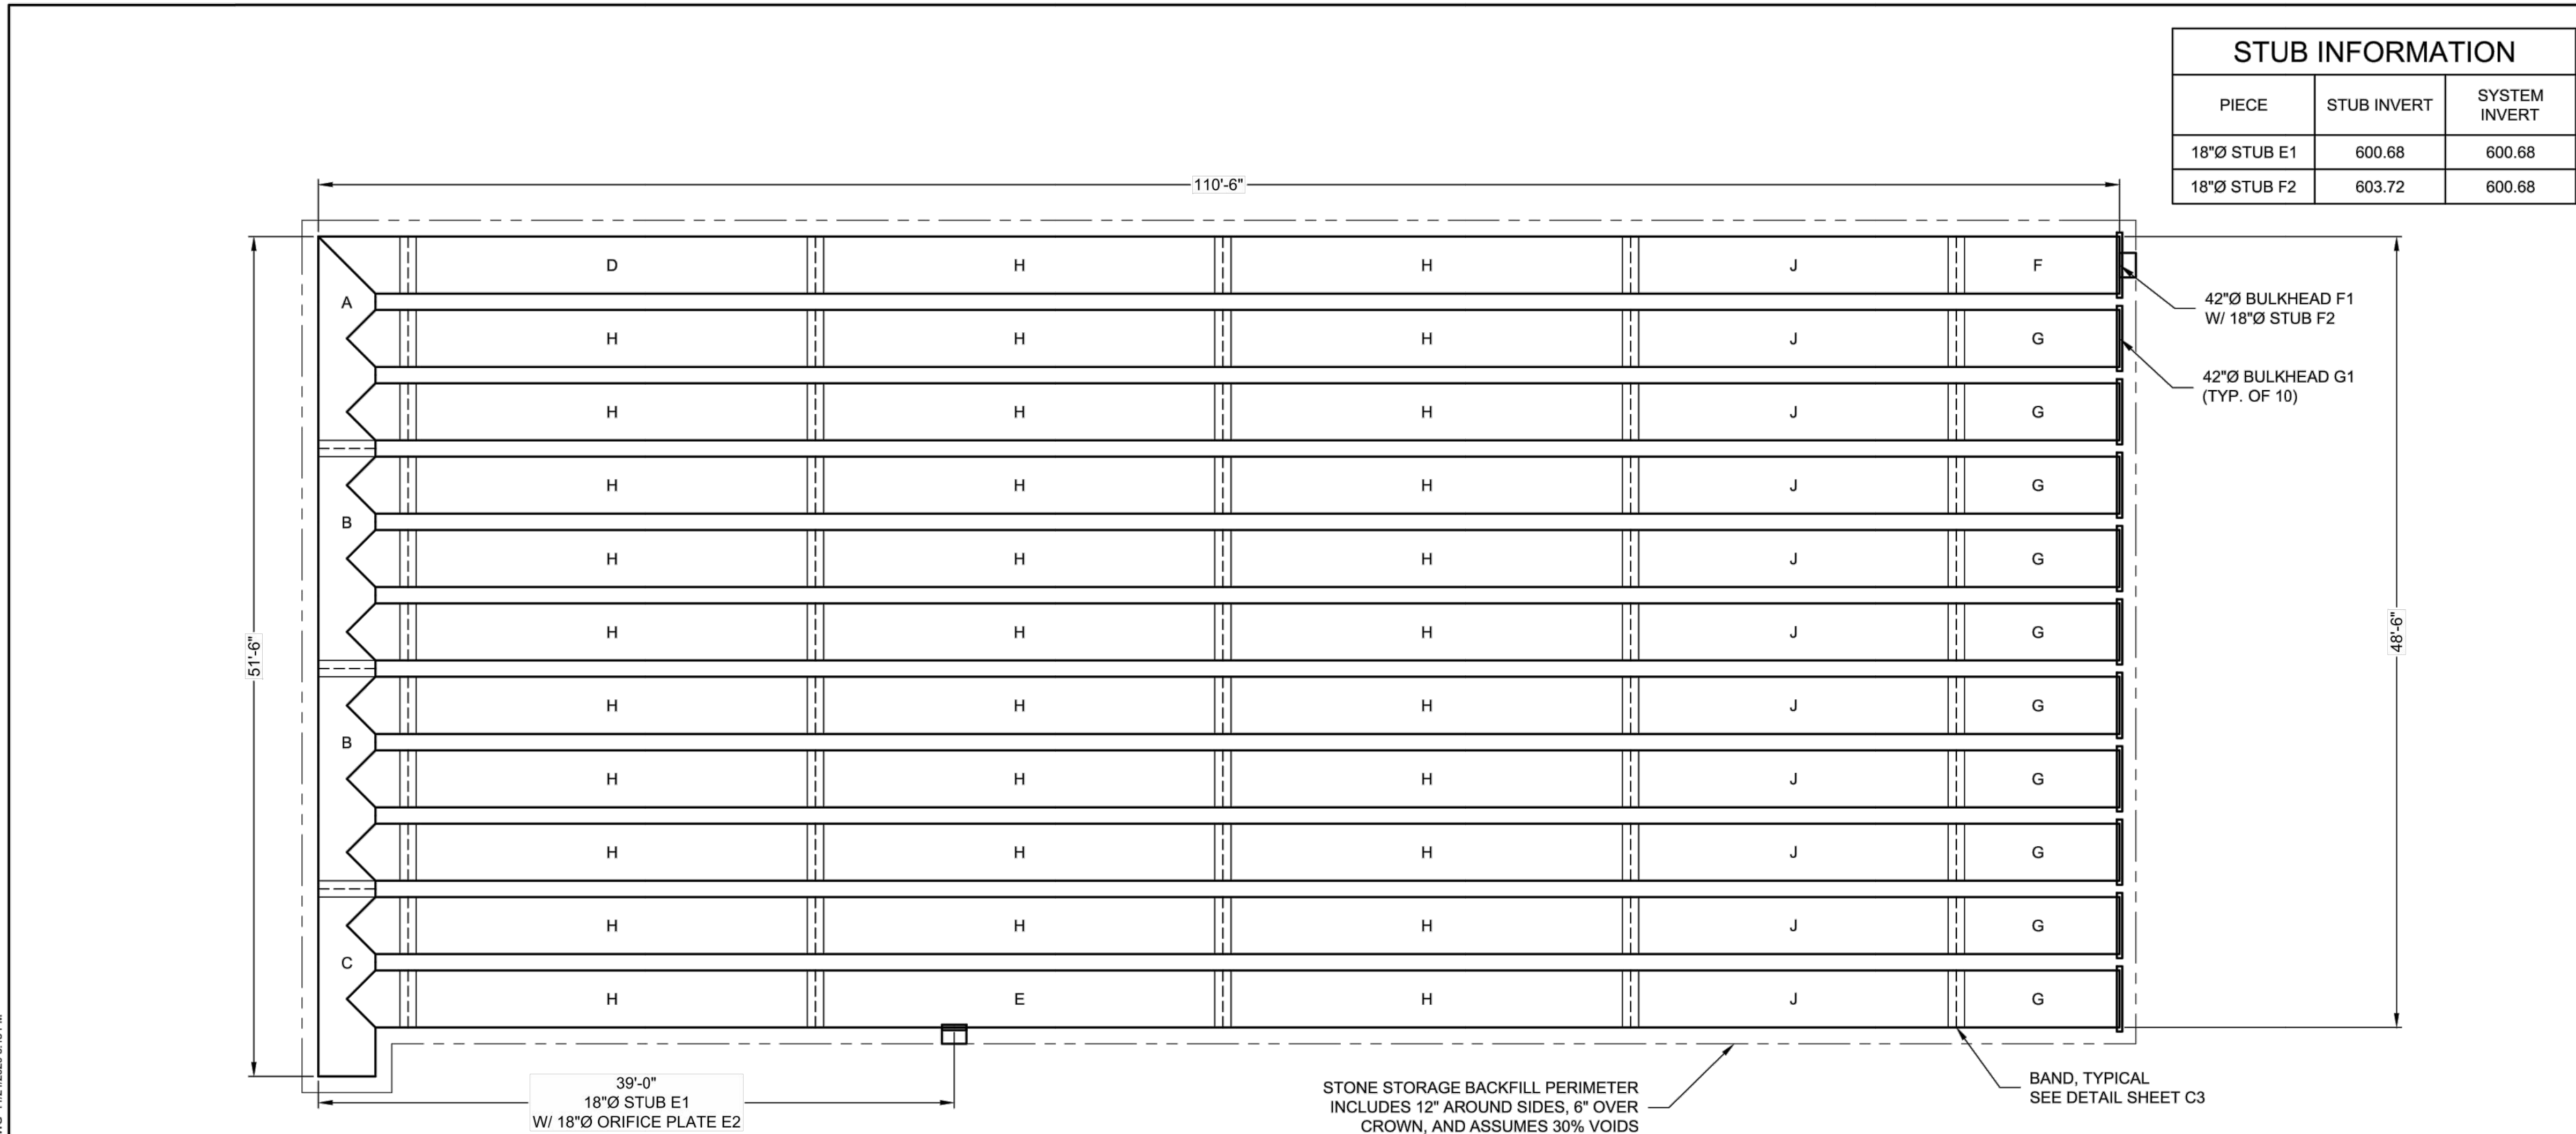 STUB INFORMATION
PIECE STUB INVERT SYSTEM INVERT
18"Ø STUB E1 600.68 600.68
18"Ø STUB F2 603.72 600.68
110'-6"
D H H J F
A
42"Ø BULKHEAD F1
W/ 18"Ø STUB F2
H H H J G
42"Ø BULKHEAD G1
(TYP. OF 10)
H H H J G
H H H J G
B
H H H J G
H H H J G
51'-6"
48'-6"
H H H J G
B
H H H J G
H H H J G
H H H J G
C
H E H J G
39'-0"
18"Ø STUB E1
W/ 18"Ø ORIFICE PLATE E2
STONE STORAGE BACKFILL PERIMETER
INCLUDES 12" AROUND SIDES, 6" OVER
CROWN, AND ASSUMES 30% VOIDS
BAND, TYPICAL
SEE DETAIL SHEET C3